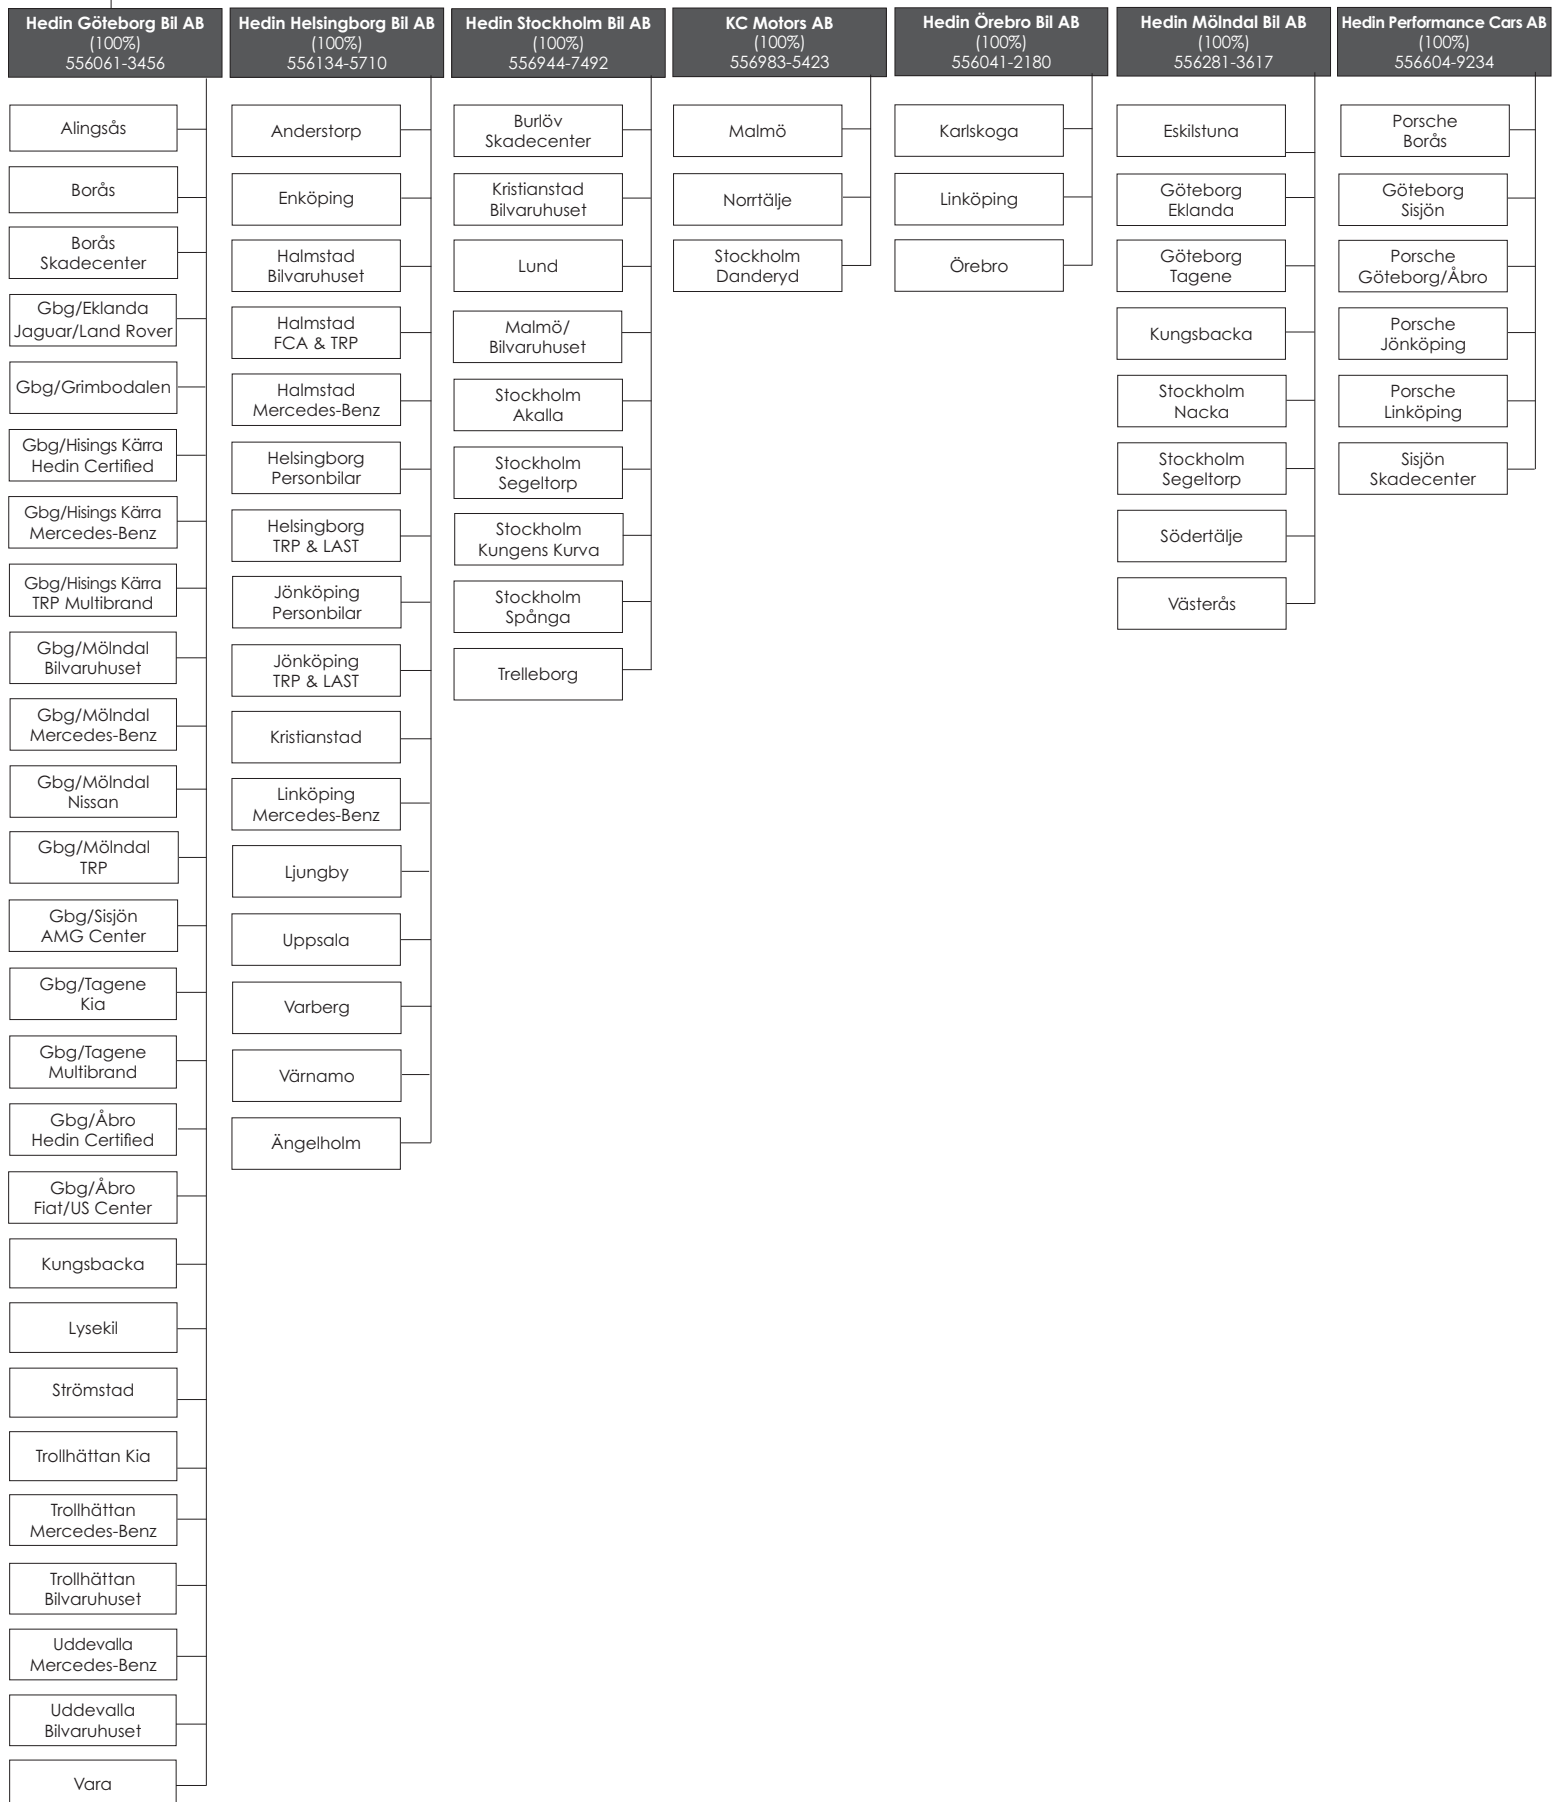 Hedin Göteborg Bil AB
(100%)
556061-3456
Alingsås
Borås
Borås
Skadecenter
Gbg/Eklanda
Jaguar/Land Rover
Gbg/Grimbodalen
Gbg/Hisings Kärra
Hedin Certified
Gbg/Hisings Kärra
Mercedes-Benz
Gbg/Hisings Kärra
TRP Multibrand
Gbg/Mölndal
Bilvaruhuset
Gbg/Mölndal
Mercedes-Benz
Gbg/Mölndal
Nissan
Gbg/Mölndal
TRP
Gbg/Sisjön
AMG Center
Gbg/Tagene
Kia
Gbg/Tagene
Multibrand
Gbg/Åbro
Hedin Certified
Gbg/Åbro
Fiat/US Center
Kungsbacka
Lysekil
Strömstad
Trollhättan Kia
Trollhättan
Mercedes-Benz
Trollhättan
Bilvaruhuset
Uddevalla
Mercedes-Benz
Uddevalla
Bilvaruhuset
Vara
Hedin Helsingborg Bil AB
(100%)
556134-5710
Anderstorp
Enköping
Halmstad
Bilvaruhuset
Halmstad
FCA & TRP
Halmstad
Mercedes-Benz
Helsingborg
Personbilar
Helsingborg
TRP & LAST
Jönköping
Personbilar
Jönköping
TRP & LAST
Kristianstad
Linköping
Mercedes-Benz
Ljungby
Uppsala
Varberg
Värnamo
Ängelholm
Hedin Stockholm Bil AB
(100%)
556944-7492
Burlöv
Skadecenter
Kristianstad
Bilvaruhuset
Lund
Malmö/
Bilvaruhuset
Stockholm
Akalla
Stockholm
Segeltorp
Stockholm
Kungens Kurva
Stockholm
Spånga
Trelleborg
KC Motors AB
(100%)
556983-5423
Malmö
Norrtälje
Stockholm
Danderyd
Hedin Örebro Bil AB
(100%)
556041-2180
Karlskoga
Linköping
Örebro
Hedin Mölndal Bil AB
(100%)
556281-3617
Eskilstuna
Göteborg
Eklanda
Göteborg
Tagene
Kungsbacka
Stockholm
Nacka
Stockholm
Segeltorp
Södertälje
Västerås
Hedin Performance Cars AB
(100%)
556604-9234
Porsche
Borås
Göteborg
Sisjön
Porsche
Göteborg/Åbro
Porsche
Jönköping
Porsche
Linköping
Sisjön
Skadecenter